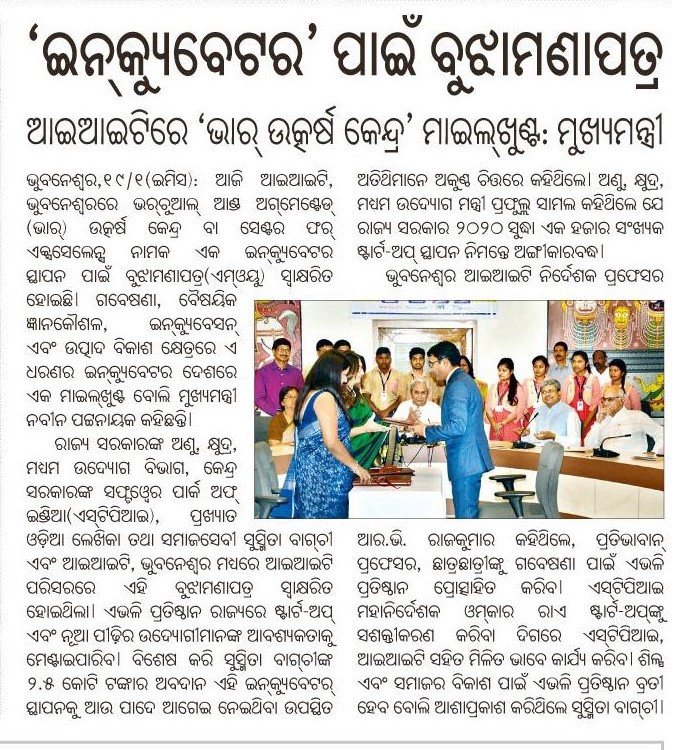 ‘ଇନ୍‌କ୍ୟୁବେଟର’ ପାଇଁ ବୁଝାମଣାପତ୍ର
ଆଇଆଇଟିରେ ‘ଭାର୍ ଉତ୍କର୍ଷ କେନ୍ଦ୍ର’ ମାଇଲ୍‌ଖୁଣ୍ଟ: ମୁଖ୍ୟମନ୍ତ୍ରୀ
ଭୁବନେଶ୍ୱର,୧୯/୧(ଇମିସ): ଆଜି ଆଇଆଇଟି,
ଭୁବନେଶ୍ୱରରେ ଭର୍‌ଚୁଆଲ୍ ଆଣ୍ଡ ଅଗ୍‌ମେଣ୍ଟେଡ୍
(ଭାର) ଉତ୍କର୍ଷ କେନ୍ଦ୍ର ବା ସେଣ୍ଟର ଫର୍
ଏକ୍ସସେଲେନ୍ସ ନାମକ ଏକ ଇନ୍‌କ୍ୟୁବେଟର
ସ୍ଥାପନ ପାଇଁ ବୁଝାମଣାପତ୍ର(ଏମ୍‌ଓୟୁ) ସ୍ୱାକ୍ଷରିତ
ହୋଇଛି। ଗବେଷଣା, ବୈଷୟିକ
ଜ୍ଞାନକୌଶଳ, ଇନ୍‌କ୍ୟୁବେସନ୍
ଏବଂ ଉତ୍ପାଦ ବିକାଶ କ୍ଷେତ୍ରରେ ଏ
ଧରଣର ଇନ୍‌କ୍ୟୁବେଟର ଦେଶରେ
ଏକ ମାଇଲଖୁଣ୍ଟ ବୋଲି ମୁଖ୍ୟମନ୍ତ୍ରୀ
ନବୀନ ପଟ୍ଟନାୟକ କହିଛନ୍ତି।
ରାଜ୍ୟ ସରକାରଙ୍କ ଅଣୁ, କ୍ଷୁଦ୍ର,
ମଧ୍ୟମ ଉଦ୍ୟୋଗ ବିଭାଗ, କେନ୍ଦ୍ର
ସରକାରଙ୍କ ସଫ୍ଟୱେର ପାର୍କ ଅଫ୍
ଇଣ୍ଡିଆ(ଏସ୍‌ଟିପିଆଇ), ପ୍ରଖ୍ୟାତ
ଓଡ଼ିଆ ଲେଖିକା ତଥା ସମାଜସେବୀ ସୁସ୍ମିତା ବାଗ୍‌ଚୀ
ଏବଂ ଆଇଆଇଟି, ଭୁବନେଶ୍ୱର ମଧ୍ୟରେ ଆଇଆଇଟି
ପରିସରରେ ଏହି ବୁଝାମଣାପତ୍ର ସ୍ୱାକ୍ଷରିତ
ହୋଇଥିଲା। ଏଭଳି ପ୍ରତିଷ୍ଠାନ ରାଜ୍ୟରେ ଷ୍ଟାର୍ଟ-ଅପ୍
ଏବଂ ନୂଆ ପୀଢ଼ିର ଉଦ୍ୟୋଗୀମାନଙ୍କ ଆବଶ୍ୟକତାକୁ
ମେଣ୍ଟାଇପାରିବ। ବିଶେଷ କରି ସୁସ୍ମିତା ବାଗ୍‌ଚୀଙ୍କ
୨.୫ କୋଟି ଟଙ୍କାର ଅବଦାନ ଏହି ଇନ୍‌କ୍ୟୁବେଟର୍
ସ୍ଥାପନକୁ ଆଉ ପାଦେ ଆଗେଇ ନେଇଥିବା ଉପସ୍ଥିତ
ଅତିଥିମାନେ ଅକୁଣ୍ଠ ଚିତ୍ତରେ କହିଥିଲେ। ଅଣୁ, କ୍ଷୁଦ୍ର,
ମଧ୍ୟମ ଉଦ୍ୟୋଗ ମନ୍ତ୍ରୀ ପ୍ରଫୁଲ୍ଲ ସାମଲ କହିଥିଲେ ଯେ
ରାଜ୍ୟ ସରକାର ୨୦୨୦ ସୁଦ୍ଧା ଏକ ହଜାର ସଂଖ୍ୟକ
ଷ୍ଟାର୍ଟ-ଅପ୍ ସ୍ଥାପନ ନିମନ୍ତେ ଅଙ୍ଗୀକାରବଦ୍ଧ।
ଭୁବନେଶ୍ୱର ଆଇଆଇଟି ନିର୍ଦେଶକ ପ୍ରଫେସର
ଆର.ଭି. ରାଜକୁମାର କହିଥିଲେ, ପ୍ରତିଭାବାନ୍
ପ୍ରଫେସର, ଛାତ୍ରଛାତ୍ରୀଙ୍କୁ ଗବେଷଣା ପାଇଁ ଏଭଳି
ପ୍ରତିଷ୍ଠାନ ପ୍ରୋତ୍ସାହିତ କରିବ। ଏସ୍‌ଟିପିଆଇ
ମହାନିର୍ଦେଶକ ଓମ୍‌କାର ରାଏ ଷ୍ଟାର୍ଟ-ଅପ୍‌ଙ୍କୁ
ସଶକ୍ତୀକରଣ କରିବା ଦିଗରେ ଏସ୍‌ଟିପିଆଇ,
ଆଇଆଇଟି ସହିତ ମିଳିତ ଭାବେ କାର୍ଯ୍ୟ କରିବ। ଶିଳ୍ପ
ଏବଂ ସମାଜର ବିକାଶ ପାଇଁ ଏଭଳି ପ୍ରତିଷ୍ଠାନ ବ୍ରତୀ
ହେବ ବୋଲି ଆଶାପ୍ରକାଶ କରିଥିଲେ ସୁସ୍ମିତା ବାଗ୍‌ଚୀ।